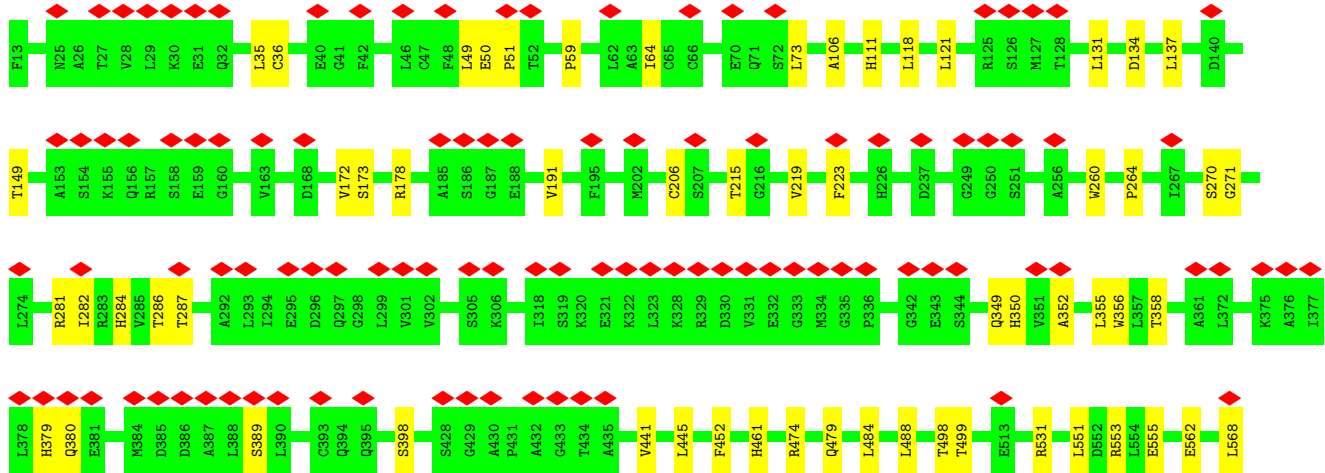 F13 N25 A26 T27 V28 L29 K30 E31 Q32 L35 C36 E40 G41 F42 L46 C47 F48 L49 E50 P51 T52 P59 L62 A63 I64 C65 C66 E70 Q71 S72 L73 A106 H111 L118 L121 R125 S126 M127 T128 L131 D134 L137 D140
T149 A153 S154 K155 Q156 R157 S158 E159 G160 V163 D168 V172 S173 R178 A185 S186 G187 E188 V191 F195 M202 C206 S207 T215 G216 V219 F223 H226 D237 G249 G250 S251 A256 W260 P264 I267 S270 G271
L274 R281 I282 R283 H284 V285 T286 T287 A292 L293 I294 E295 D296 Q297 G298 L299 V301 V302 S305 K306 I318 S319 K320 E321 K322 L323 K328 R329 D330 V331 E332 G333 M334 G335 P336 G342 E343 S344 Q349 H350 V351 A352 L355 W356 L357 T358 A361 L372 K375 A376 I377
L378 H379 Q380 E381 M384 D385 D386 A387 L388 S389 L390 C393 Q394 Q395 S398 S428 G429 A430 P431 A432 G433 T434 A435 V441 L445 F452 H461 R474 Q479 L484 L488 T498 T499 E513 R531 L551 D552 R553 L554 E555 E562 L568